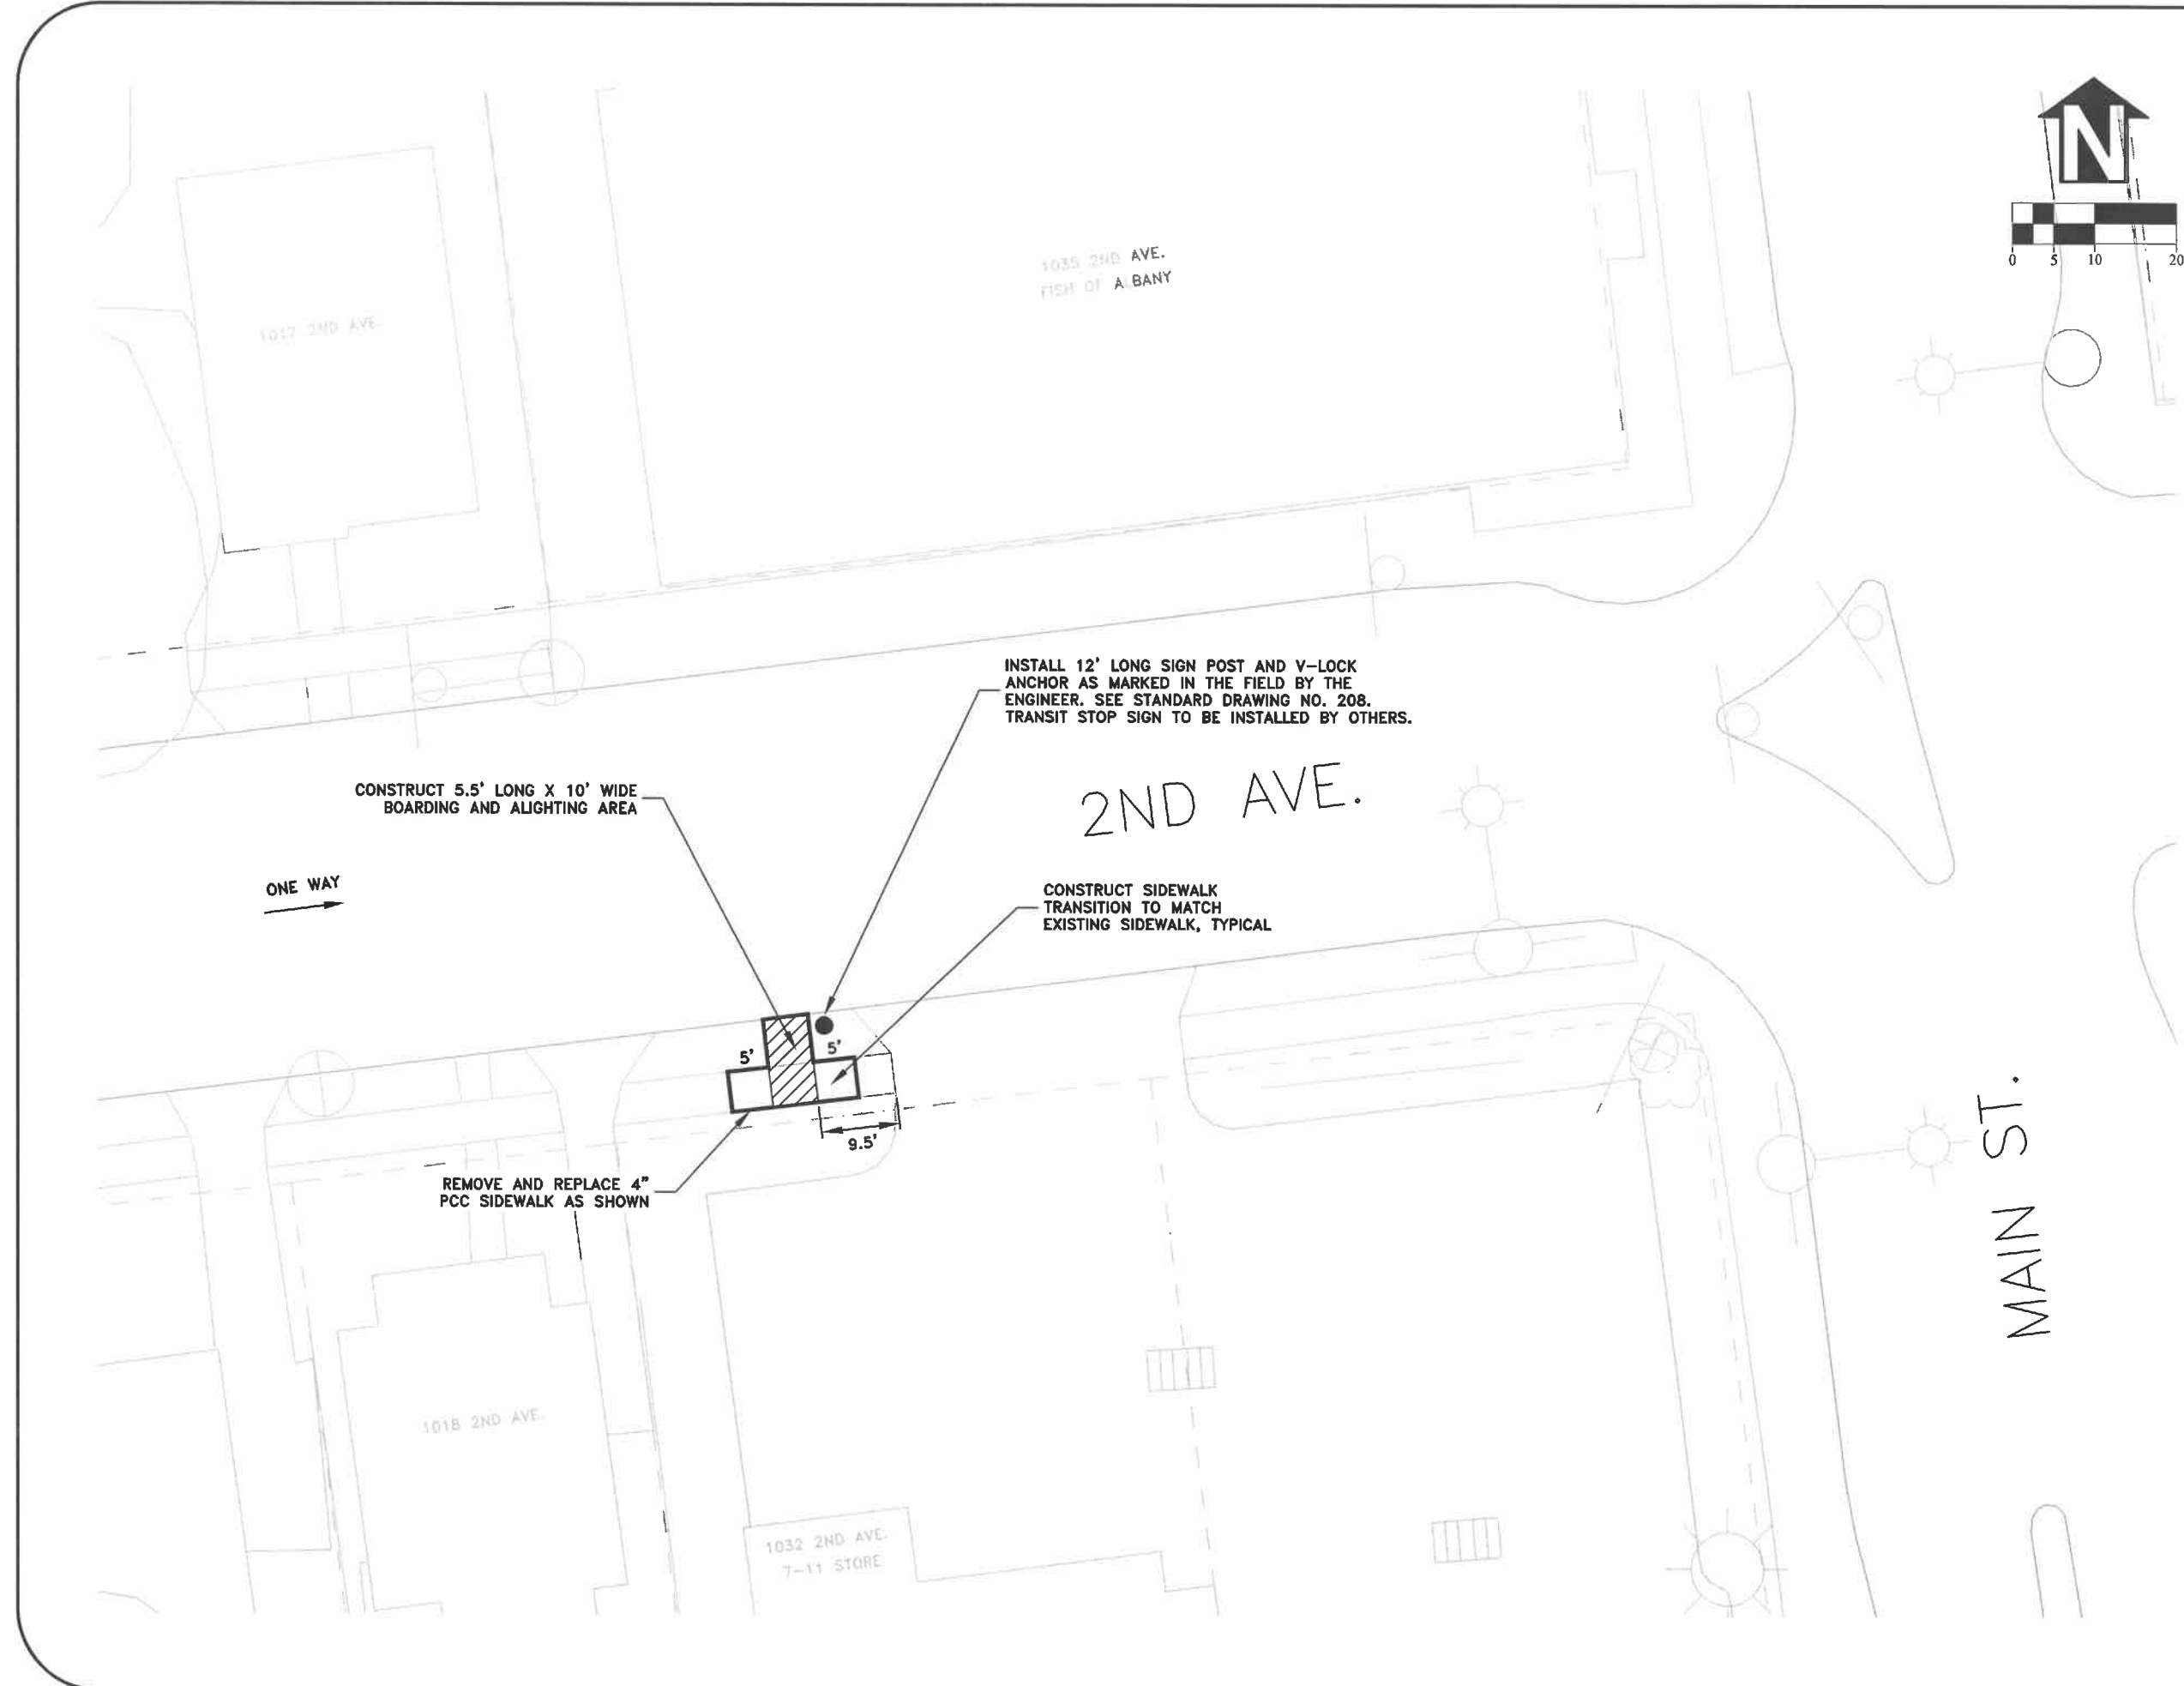 N
0 5 10 20
1035 2ND AVE.
FISH OF ALBANY
1017 2ND AVE.
INSTALL 12' LONG SIGN POST AND V-LOCK
ANCHOR AS MARKED IN THE FIELD BY THE
ENGINEER. SEE STANDARD DRAWING NO. 208.
TRANSIT STOP SIGN TO BE INSTALLED BY OTHERS.
CONSTRUCT 5.5' LONG X 10' WIDE
BOARDING AND ALIGHTING AREA
2ND AVE.
ONE WAY
CONSTRUCT SIDEWALK
TRANSITION TO MATCH
EXISTING SIDEWALK, TYPICAL
5'
5'
9.5'
REMOVE AND REPLACE 4"
PCC SIDEWALK AS SHOWN
MAIN ST.
1018 2ND AVE.
1032 2ND AVE.
7-11 STORE